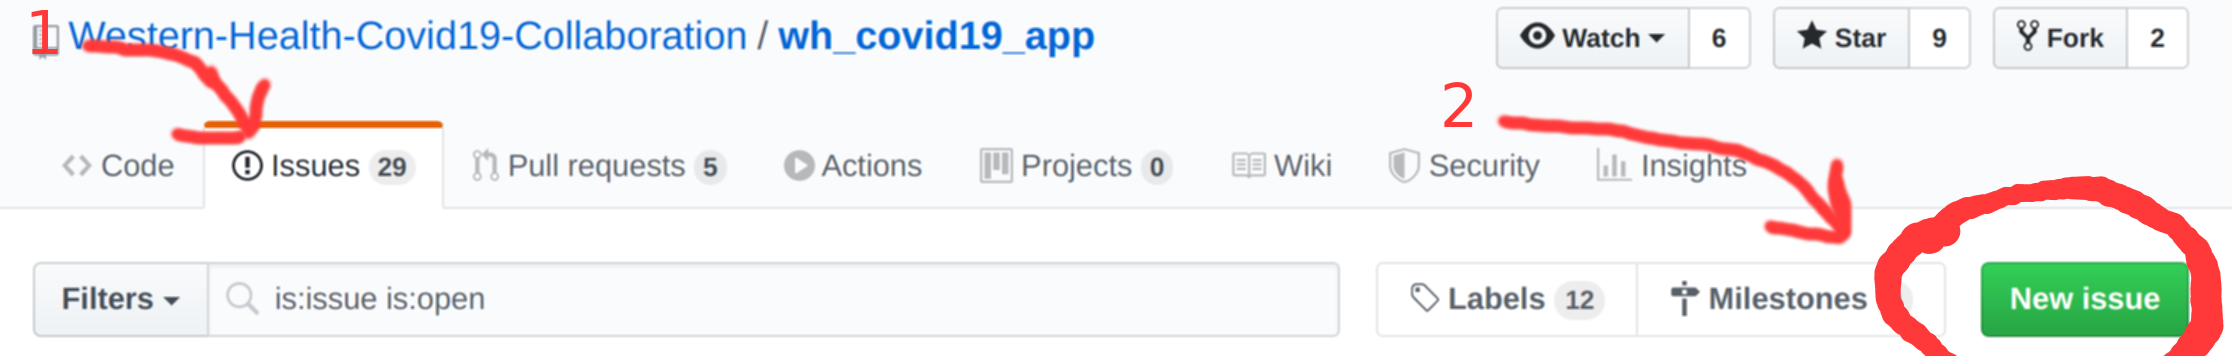 1 Western-Health-Covid19-Collaboration / wh_covid19_app Watch 6 Star 9 Fork 2
2
Code Issues 29 Pull requests 5 Actions Projects 0 Wiki Security Insights
Filters is:issue is:open Labels 12 Milestones New issue